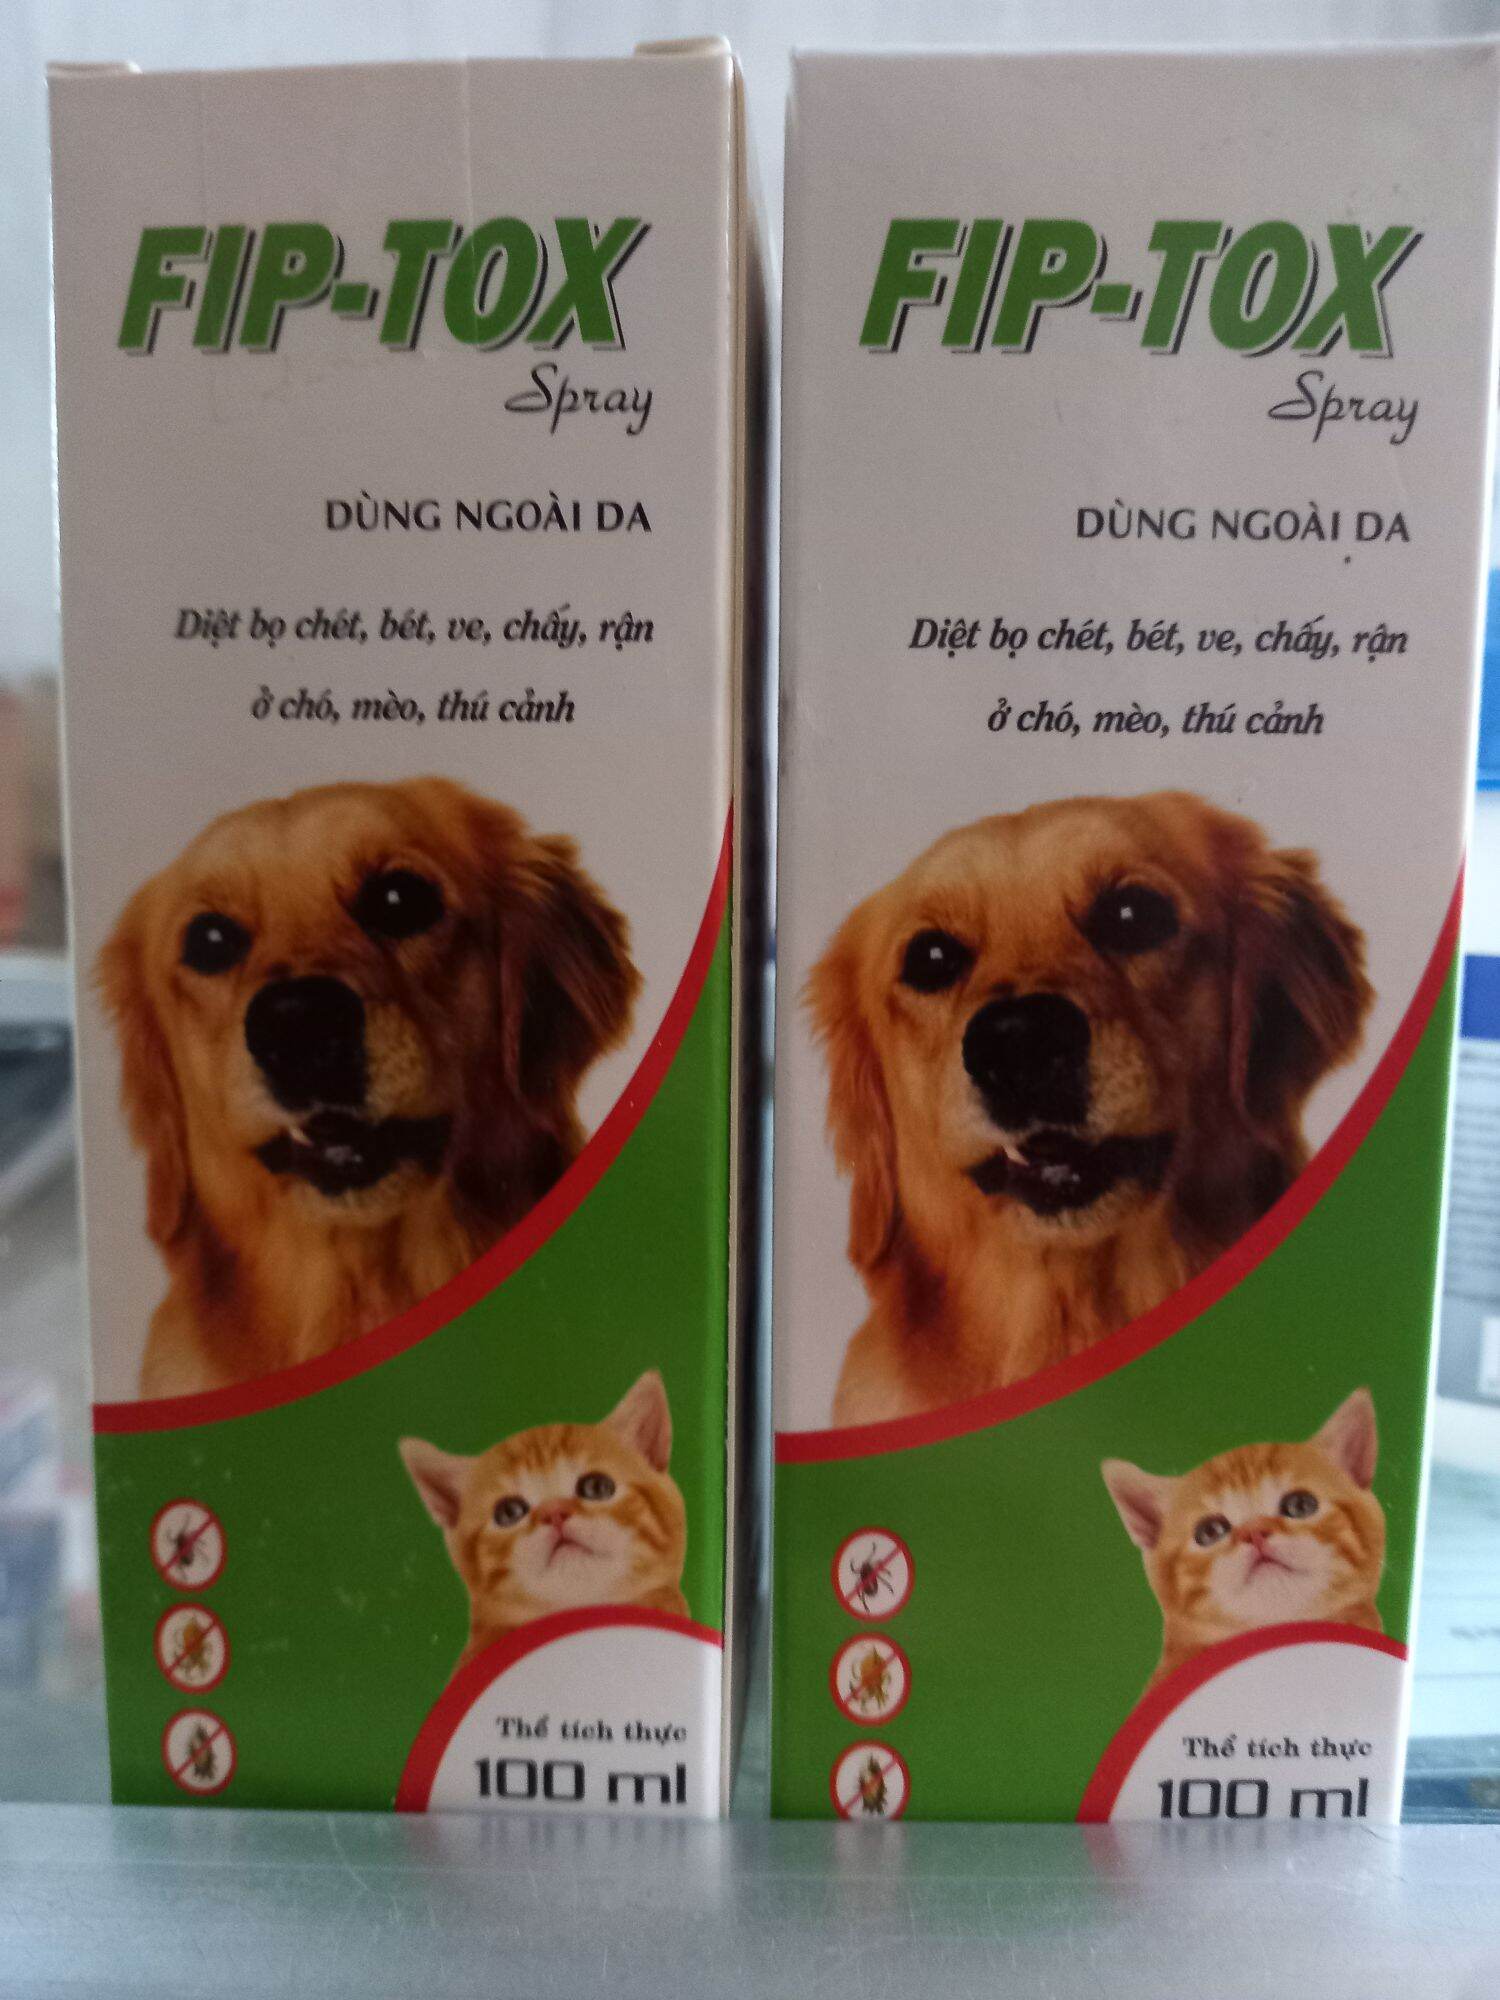 FIP-TOX
Spray
DÙNG NGOÀI DA
Diệt bọ chét, bét, ve, chấy, rận
ở chó, mèo, thú cảnh
Thể tích thực
100 ml
FIP-TOX
Spray
DÙNG NGOÀI DA
Diệt bọ chét, bét, ve, chấy, rận
ở chó, mèo, thú cảnh
Thể tích thực
100 ml